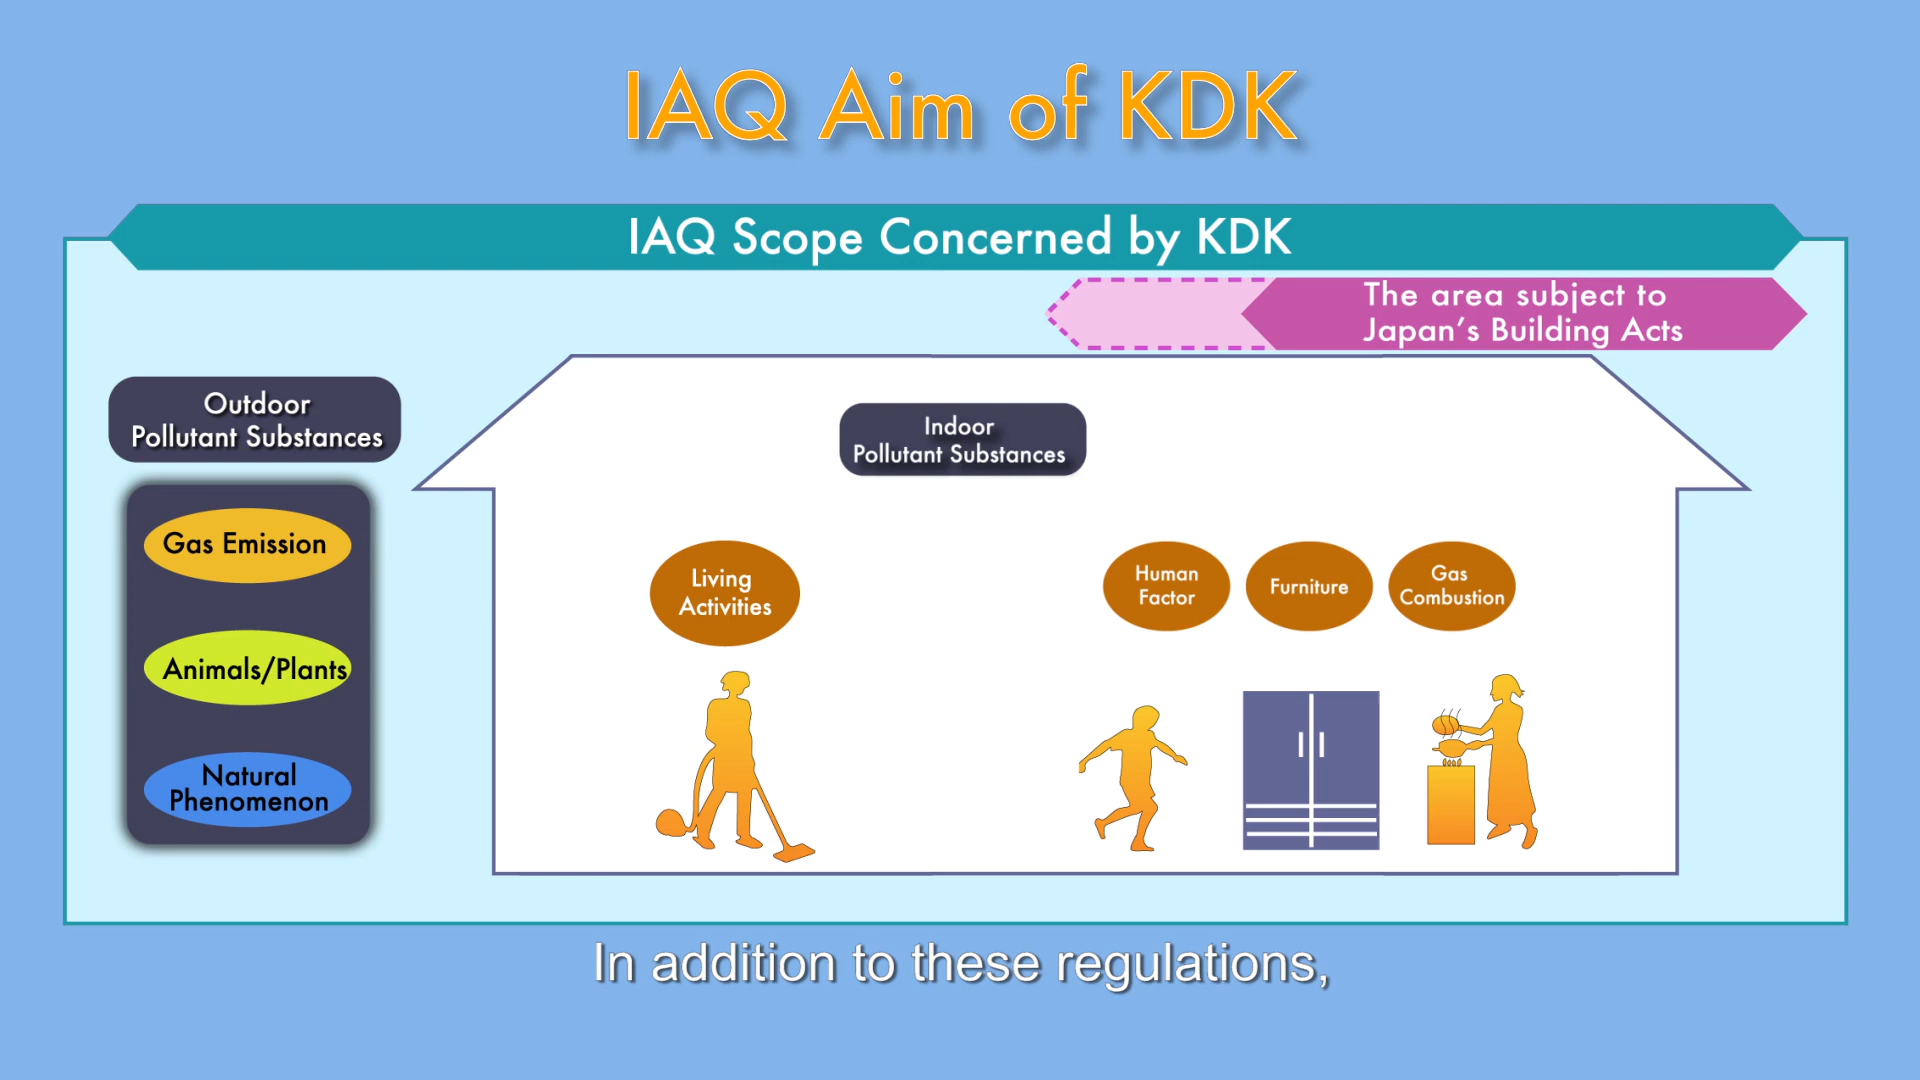 IAQ Aim of KDK
IAQ Scope Concerned by KDK
The area subject to
Japan's Building Acts
Outdoor
Pollutant Substances
Indoor
Pollutant Substances
Gas Emission
Animals/Plants
Natural
Phenomenon
Living
Activities
Human
Factor
Furniture
Gas
Combustion
In addition to these regulations,